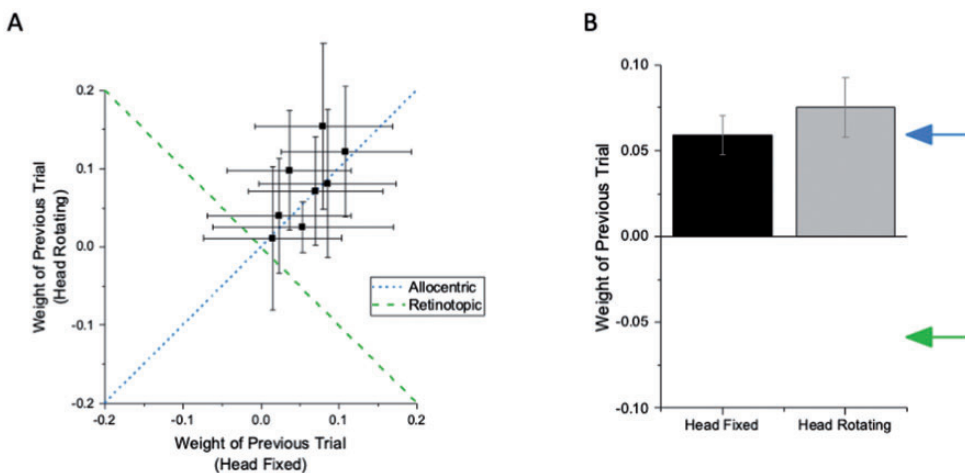 A
0.2
0.1
0.0
-0.1
-0.2
-0.2
-0.1
0.0
0.1
0.2
Weight of Previous Trial
(Head Rotating)
Weight of Previous Trial
(Head Fixed)
Allocentric
Retinotopic
B
0.10
0.05
0.00
-0.05
-0.10
Weight of Previous Trial
Head Fixed
Head Rotating